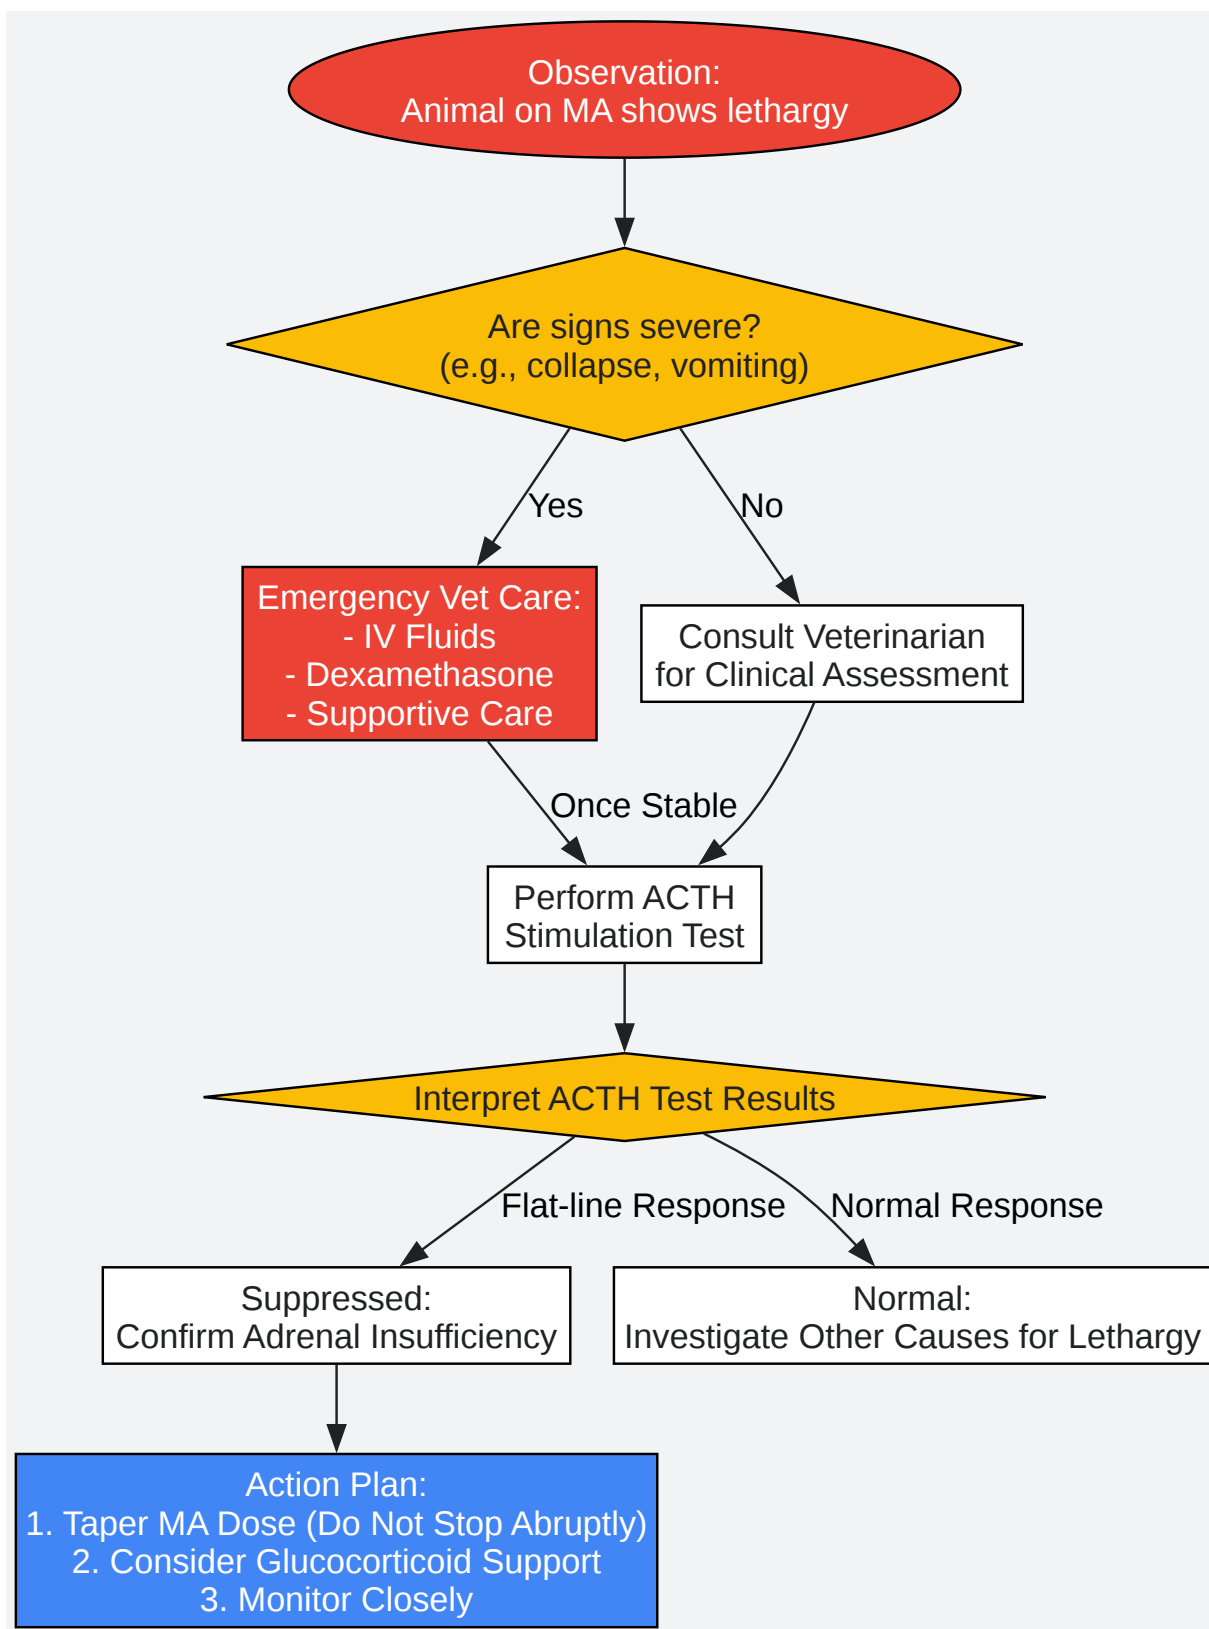 Observation:
Animal on MA shows lethargy
Are signs severe?
(e.g., collapse, vomiting)
Yes
No
Emergency Vet Care:
- IV Fluids
- Dexamethasone
- Supportive Care
Consult Veterinarian
for Clinical Assessment
Once Stable
Perform ACTH
Stimulation Test
Interpret ACTH Test Results
Flat-line Response
Normal Response
Suppressed:
Confirm Adrenal Insufficiency
Normal:
Investigate Other Causes for Lethargy
Action Plan:
1. Taper MA Dose (Do Not Stop Abruptly)
2. Consider Glucocorticoid Support
3. Monitor Closely